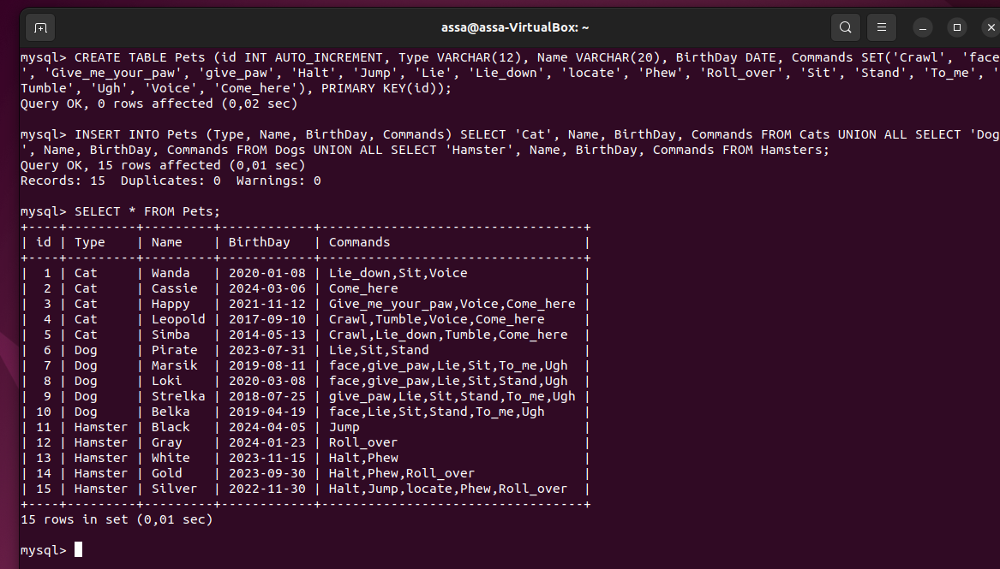 assa@assa-VirtualBox: ~
mysql> CREATE TABLE Pets (id INT AUTO_INCREMENT, Type VARCHAR(12), Name VARCHAR(20), BirthDay DATE, Commands SET('Crawl', 'face
', 'Give_me_your_paw', 'give_paw', 'Halt', 'Jump', 'Lie', 'Lie_down', 'locate', 'Phew', 'Roll_over', 'Sit', 'Stand', 'To_me', '
Tumble', 'Ugh', 'Voice', 'Come_here'), PRIMARY KEY(id));
Query OK, 0 rows affected (0,02 sec)

mysql> INSERT INTO Pets (Type, Name, BirthDay, Commands) SELECT 'Cat', Name, BirthDay, Commands FROM Cats UNION ALL SELECT 'Dog
', Name, BirthDay, Commands FROM Dogs UNION ALL SELECT 'Hamster', Name, BirthDay, Commands FROM Hamsters;
Query OK, 15 rows affected (0,01 sec)
Records: 15  Duplicates: 0  Warnings: 0

mysql> SELECT * FROM Pets;
+----+---------+---------+------------+----------------------------------+
| id | Type    | Name    | BirthDay   | Commands                         |
+----+---------+---------+------------+----------------------------------+
|  1 | Cat     | Wanda   | 2020-01-08 | Lie_down,Sit,Voice               |
|  2 | Cat     | Cassie  | 2024-03-06 | Come_here                        |
|  3 | Cat     | Happy   | 2021-11-12 | Give_me_your_paw,Voice,Come_here |
|  4 | Cat     | Leopold | 2017-09-10 | Crawl,Tumble,Voice,Come_here     |
|  5 | Cat     | Simba   | 2014-05-13 | Crawl,Lie_down,Tumble,Come_here  |
|  6 | Dog     | Pirate  | 2023-07-31 | Lie,Sit,Stand                    |
|  7 | Dog     | Marsik  | 2019-08-11 | face,give_paw,Lie,Sit,To_me,Ugh  |
|  8 | Dog     | Loki    | 2020-03-08 | face,give_paw,Lie,Sit,Stand,Ugh  |
|  9 | Dog     | Strelka | 2018-07-25 | give_paw,Lie,Sit,Stand,To_me,Ugh |
| 10 | Dog     | Belka   | 2019-04-19 | face,Lie,Sit,Stand,To_me,Ugh     |
| 11 | Hamster | Black   | 2024-04-05 | Jump                             |
| 12 | Hamster | Gray    | 2024-01-23 | Roll_over                        |
| 13 | Hamster | White   | 2023-11-15 | Halt,Phew                        |
| 14 | Hamster | Gold    | 2023-09-30 | Halt,Phew,Roll_over              |
| 15 | Hamster | Silver  | 2022-11-30 | Halt,Jump,locate,Phew,Roll_over  |
+----+---------+---------+------------+----------------------------------+
15 rows in set (0,01 sec)

mysql>